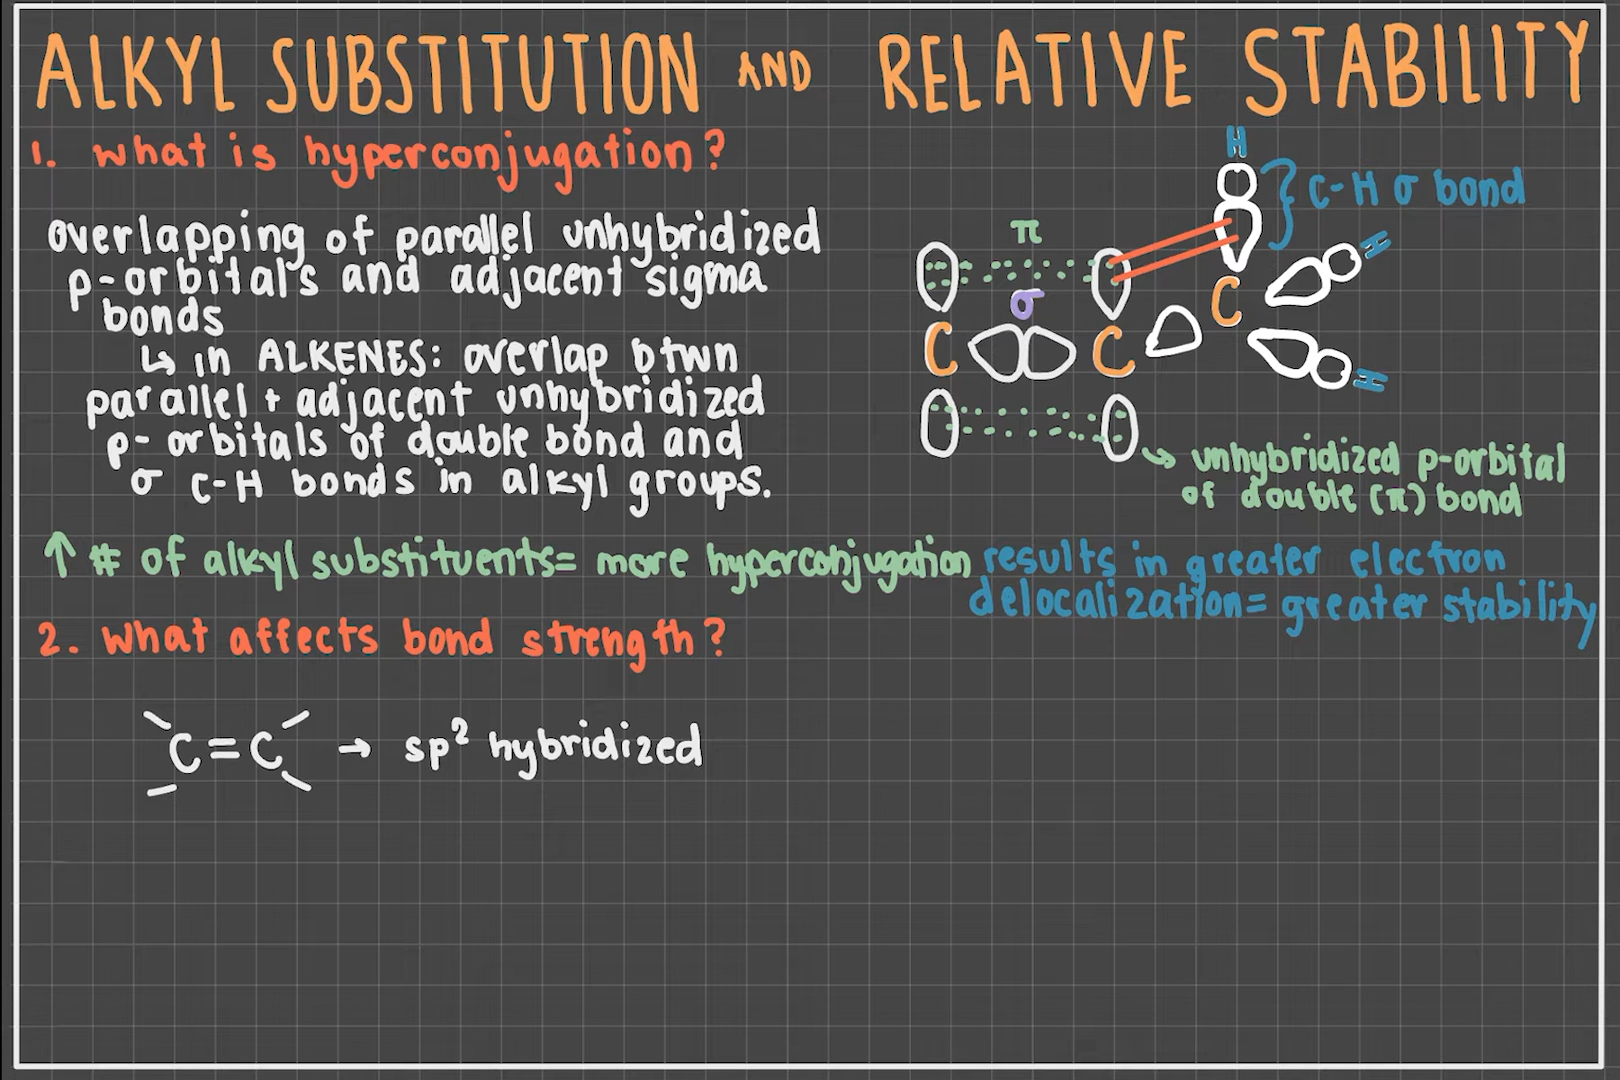 ALKYL SUBSTITUTION AND RELATIVE STABILITY
1. What is hyperconjugation?
overlapping of parallel unhybridized
p-orbitals and adjacent sigma
bonds
↳ in ALKENES: overlap btwn
parallel + adjacent unhybridized
p-orbitals of double bond and
σ C-H bonds in alkyl groups.
H
C-H σ bond
π
H
σ
C
C
C
H
↳ unhybridized p-orbital
of double (π) bond
↑ # of alkyl substituents= more hyperconjugation results in greater electron
delocalization= greater stability
2. What affects bond strength?
C=C → sp² hybridized